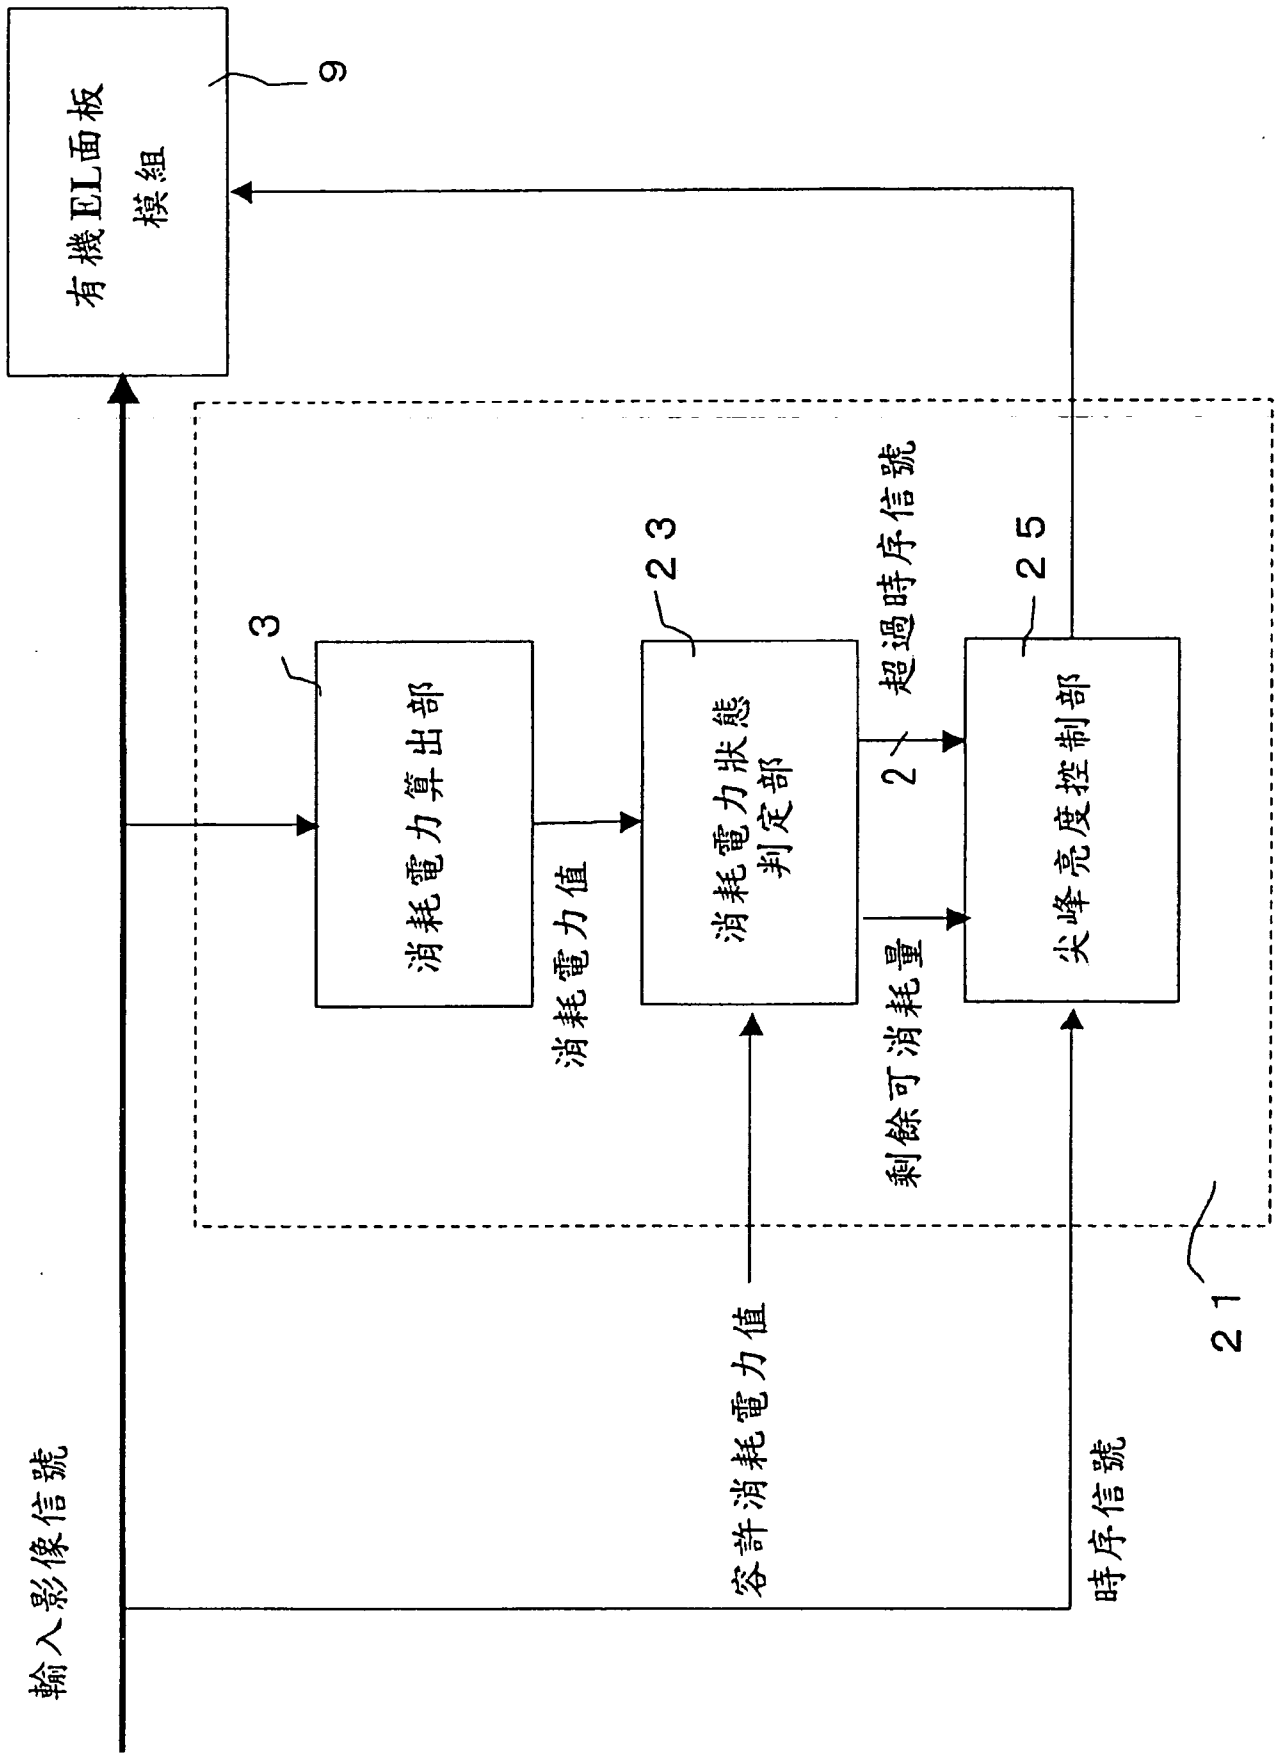 輸入影像信號
有機EL面板
模組
9
3
消耗電力算出部
消耗電力值
23
消耗電力狀態
判定部
容許消耗電力值
超過時序信號
2
剩餘可消耗量
25
尖峰亮度控制部
時序信號
21